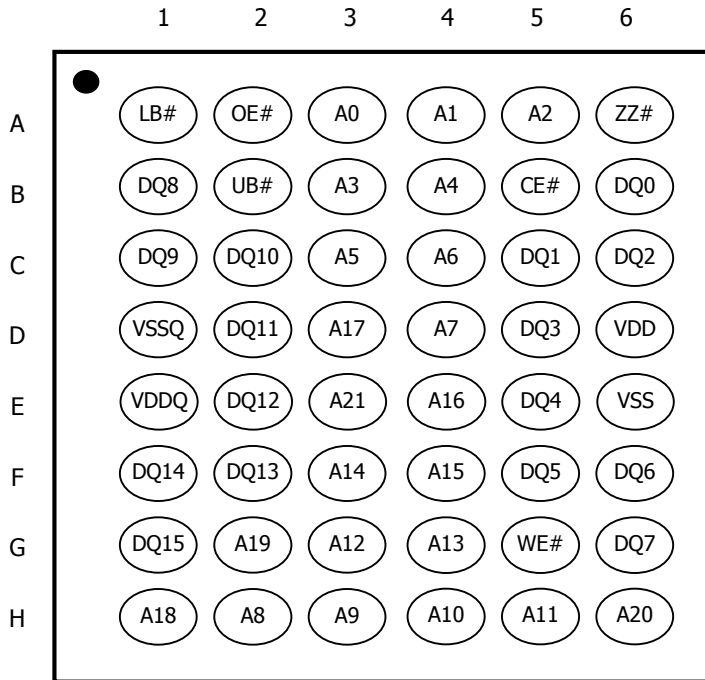 1 2 3 4 5 6
A LB# OE# A0 A1 A2 ZZ#
B DQ8 UB# A3 A4 CE# DQ0
C DQ9 DQ10 A5 A6 DQ1 DQ2
D VSSQ DQ11 A17 A7 DQ3 VDD
E VDDQ DQ12 A21 A16 DQ4 VSS
F DQ14 DQ13 A14 A15 DQ5 DQ6
G DQ15 A19 A12 A13 WE# DQ7
H A18 A8 A9 A10 A11 A20